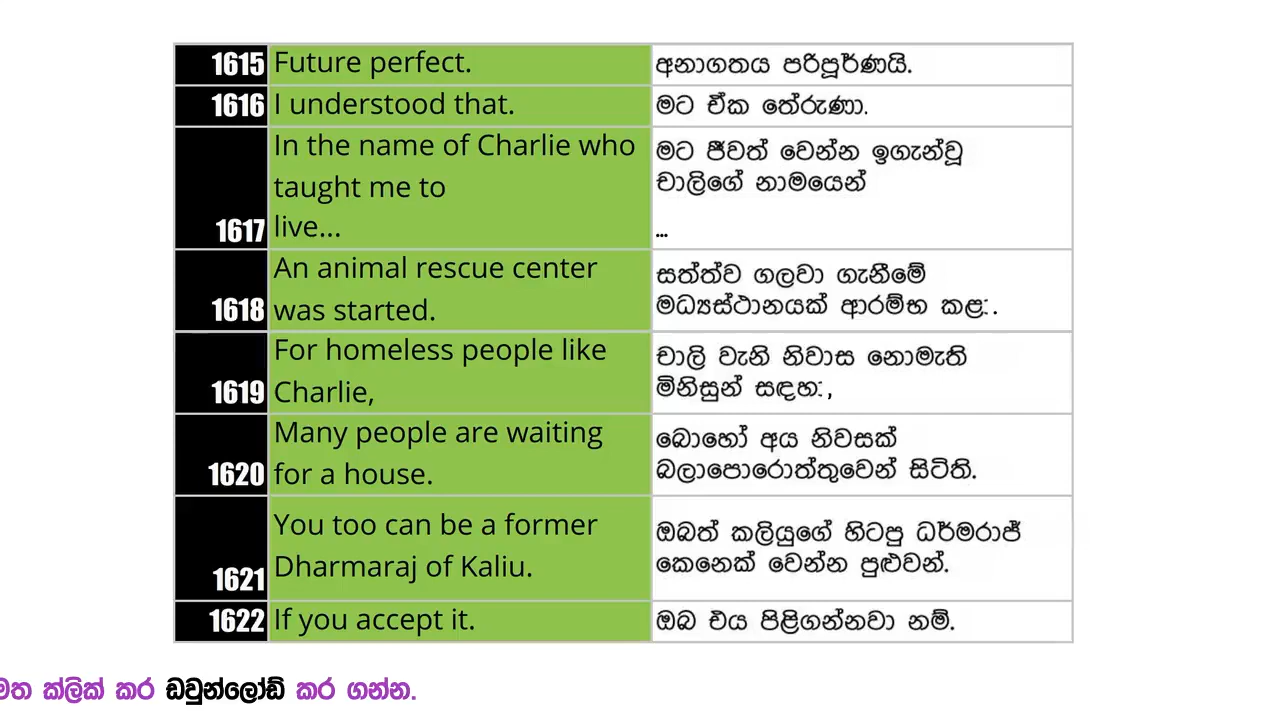 1615 Future perfect. අනාගතය පරිපූර්ණයි.
1616 I understood that. මට ඒක තේරුණා.
In the name of Charlie who
taught me to
1617 live...
මට ජීවත් වෙන්න ඉගැන්වූ
චාලිගේ නාමයෙන්
...
An animal rescue center
1618 was started.
සත්ත්ව ගලවා ගැනීමේ
මධ්‍යස්ථානයක් ආරම්භ කළ.
For homeless people like
1619 Charlie,
චාලි වැනි නිවාස නොමැති
මිනිසුන් සඳහ,
Many people are waiting
1620 for a house.
බොහෝ අය නිවසක්
බලාපොරොත්තුවෙන් සිටිති.
You too can be a former
1621 Dharmaraj of Kaliu.
ඔබත් කලියුගේ හිටපු ධර්මරාජ්
කෙනෙක් වෙන්න පුළුවන්.
1622 If you accept it. ඔබ එය පිළිගන්නවා නම්.
මත ක්ලික් කර ඩවුන්ලෝඩ් කර ගන්න.